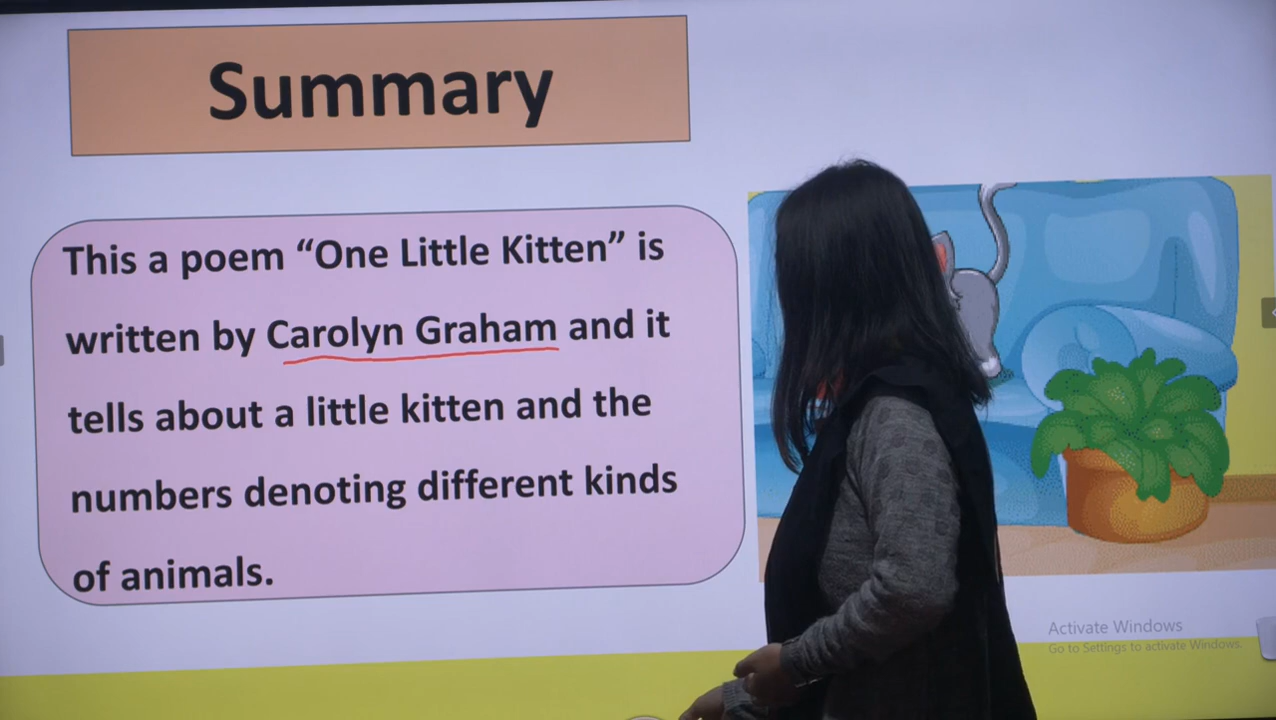 Summary
This a poem “One Little Kitten” is
written by Carolyn Graham and it
tells about a little kitten and the
numbers denoting different kinds
of animals.
Activate Windows
Go to Settings to activate Windows.